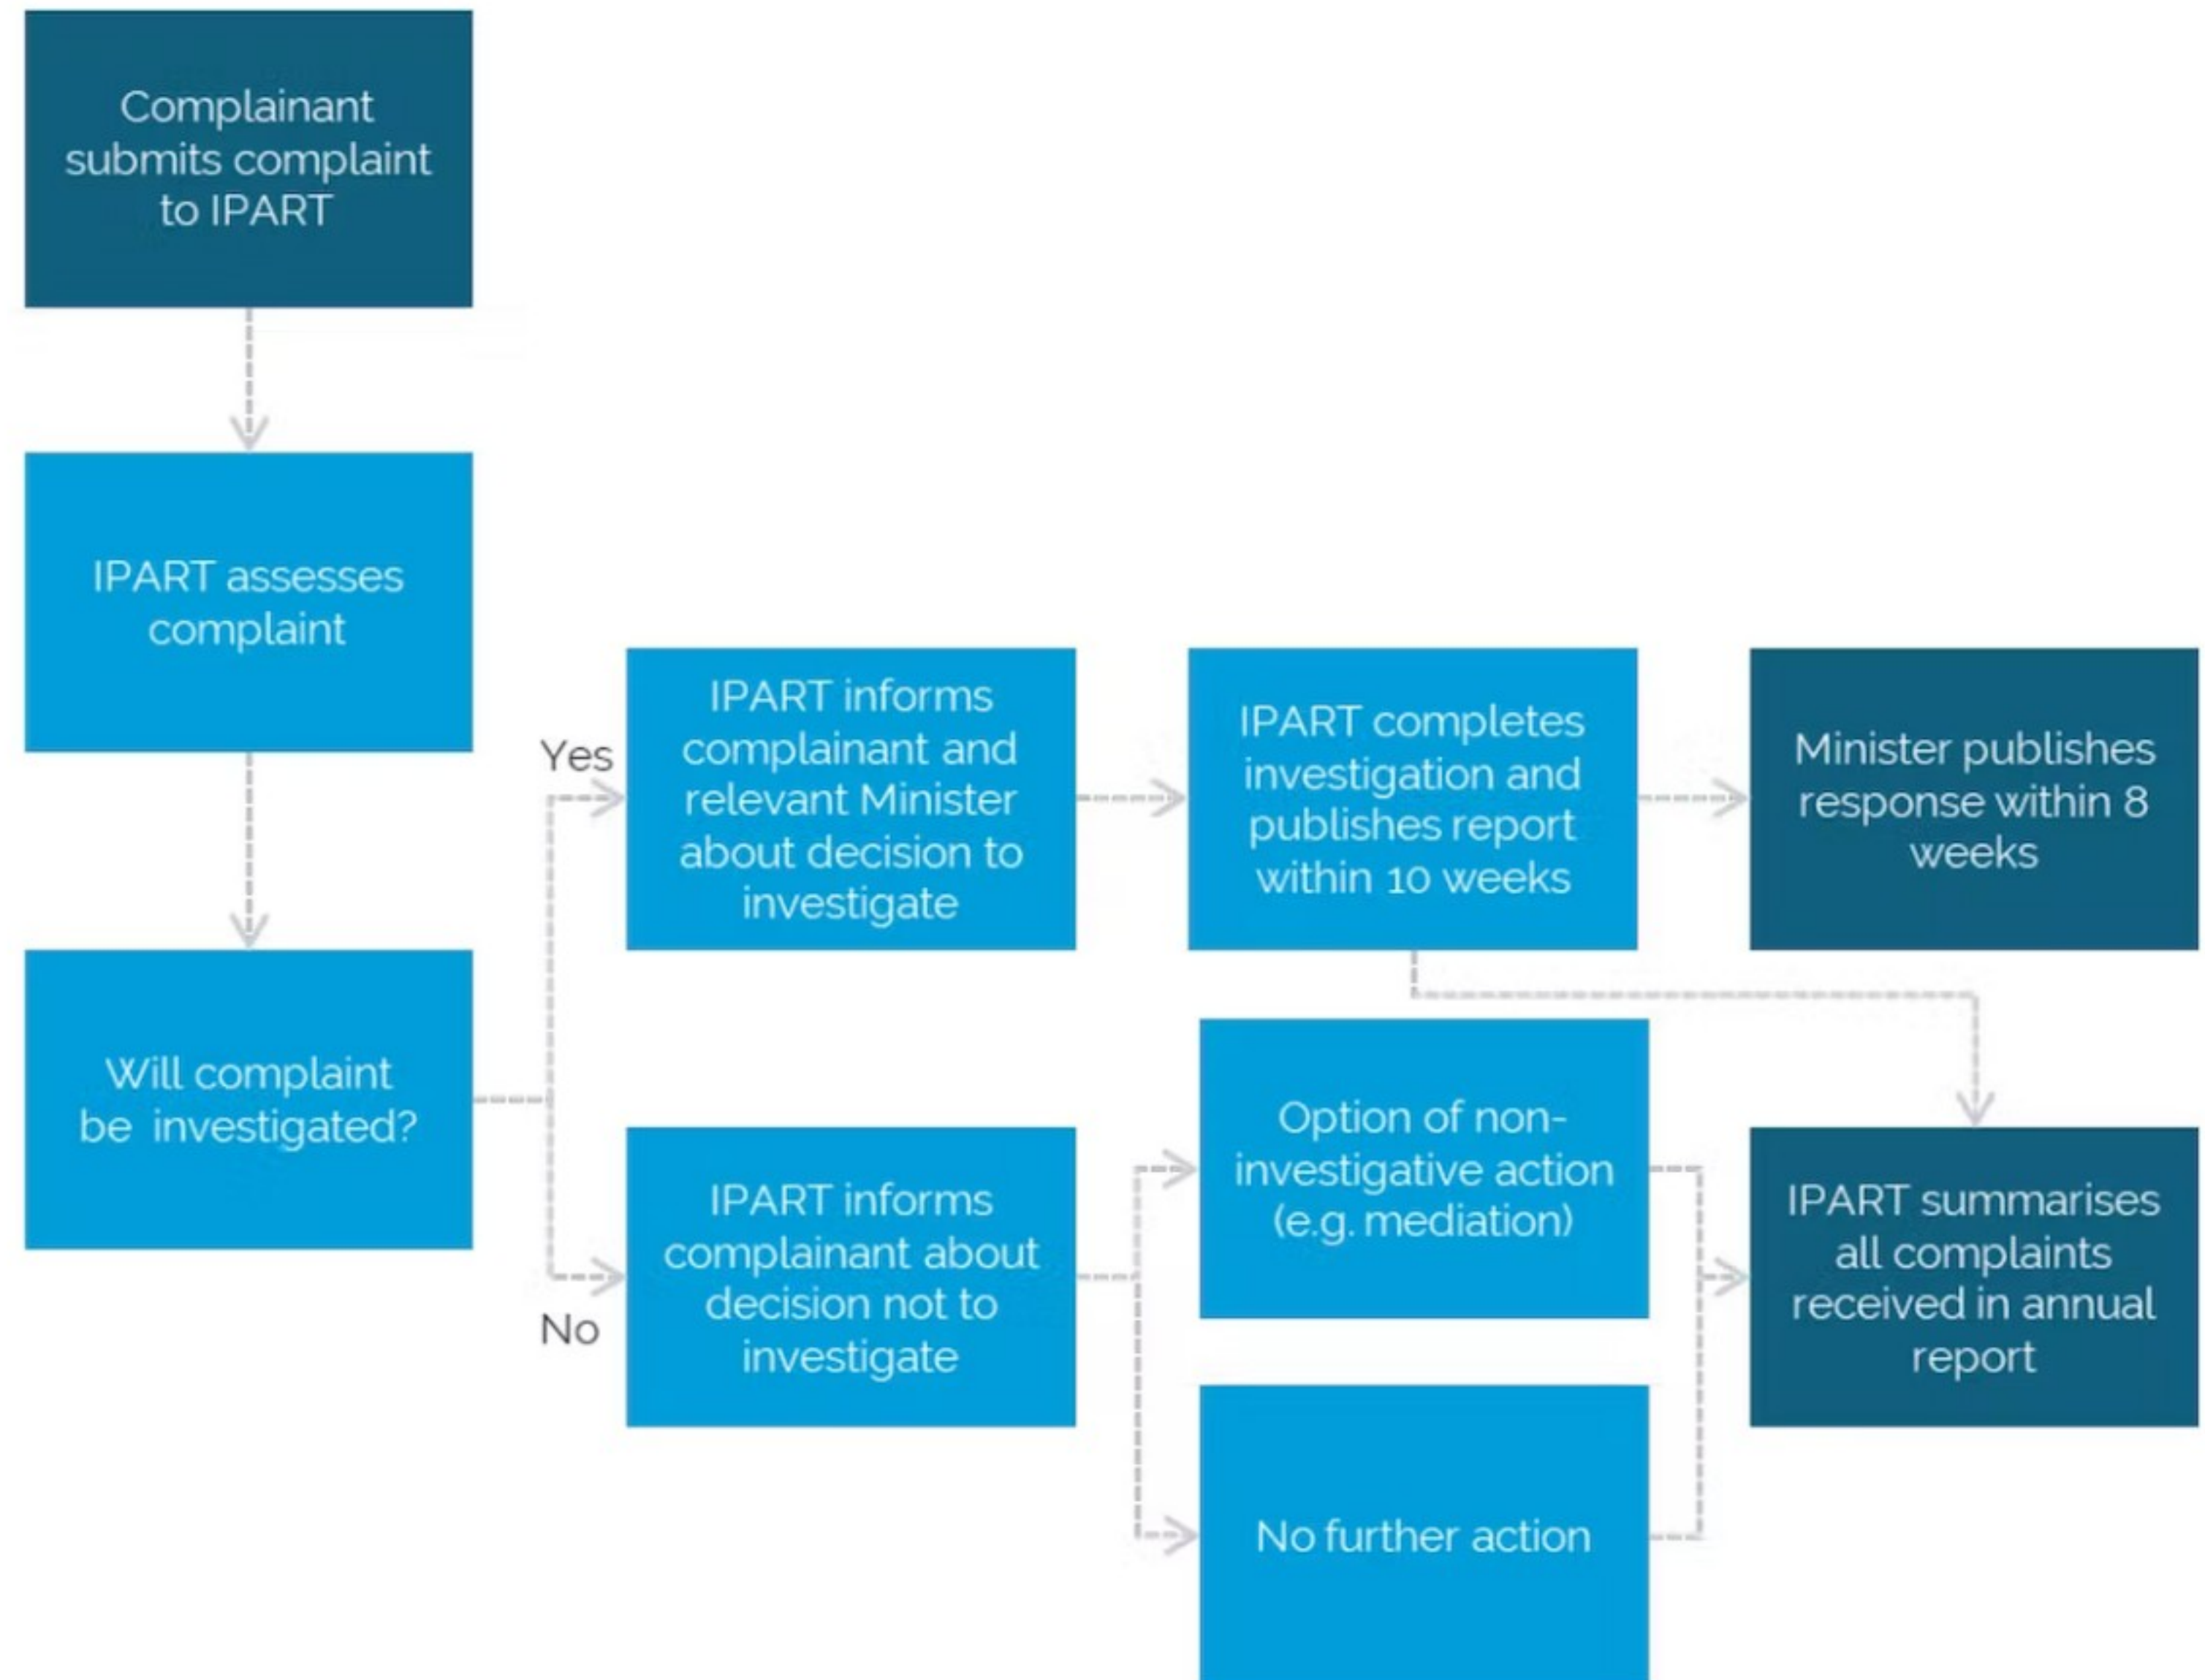 Complainant
submits complaint
to IPART
IPART assesses
complaint
Will complaint
be investigated?
Yes
IPART informs
complainant and
relevant Minister
about decision to
investigate
IPART completes
investigation and
publishes report
within 10 weeks
Minister publishes
response within 8
weeks
No
IPART informs
complainant about
decision not to
investigate
Option of non-
investigative action
(e.g. mediation)
No further action
IPART summarises
all complaints
received in annual
report